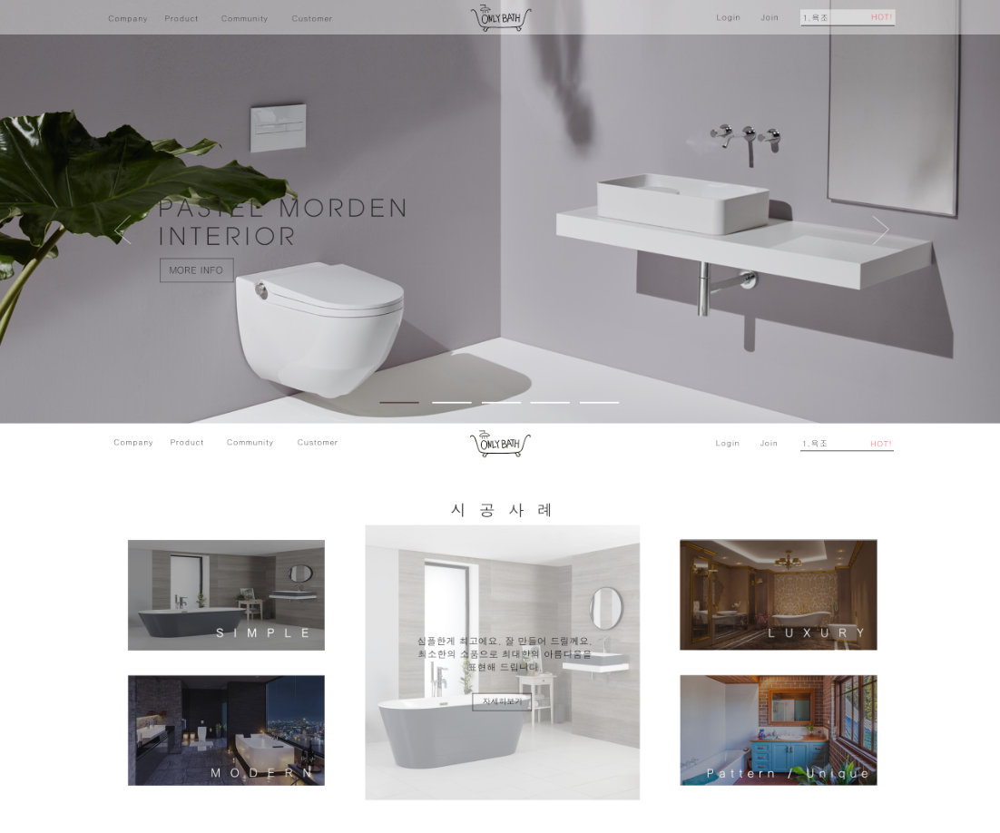 Company Product Community Customer
ONLY BATH
Login Join
1.욕조 HOT!
PASTEL MORDEN
INTERIOR
MORE INFO
Company Product Community Customer
ONLY BATH
Login Join
1.욕조 HOT!
시 공 사 례
SIMPLE
LUXURY
심플한게 최고에요. 잘 만들어 드릴께요.
최소한의 소품으로 최대한의 아름다움을
표현해 드립니다.
자세히보기
MODERN
Pattern / Unique